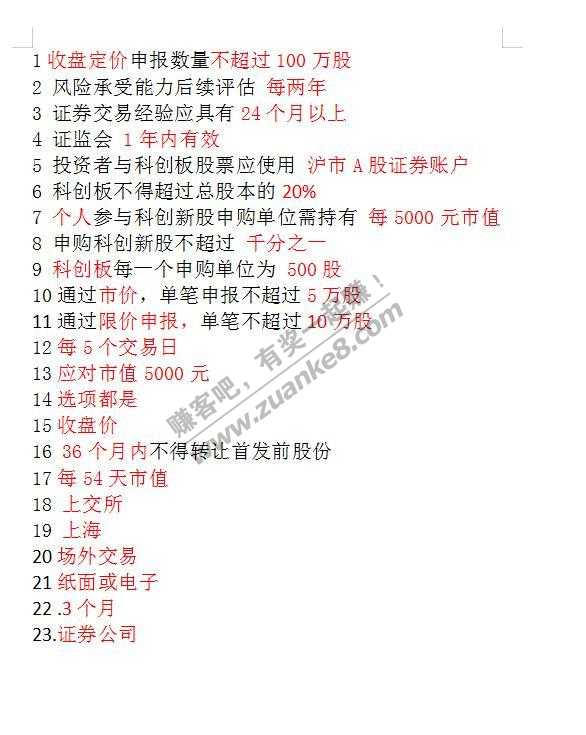 1 收盘定价申报数量不超过 100 万股
2 风险承受能力后续评估 每两年
3 证券交易经验应具有 24 个月以上
4 证监会 1 年内有效
5 投资者与科创板股票应使用 沪市 A 股证券账户
6 科创板不得超过总股本的 20%
7 个人参与科创新股申购单位需持有 每 5000 元市值
8 申购科创新股不超过 千分之一
9 科创板每一个申购单位为 500 股
10 通过市价，单笔申报不超过 5 万股
11 通过限价申报，单笔不超过 10 万股
12 每 5 个交易日
13 应对市值 5000 元
14 选项都是
15 收盘价
16 36 个月内不得转让首发前股份
17 每 54 天市值
18 上交所
19 上海
20 场外交易
21 纸面或电子
22 .3 个月
23.证券公司
赚客吧，有奖一起赚！
www.zuanke8.com